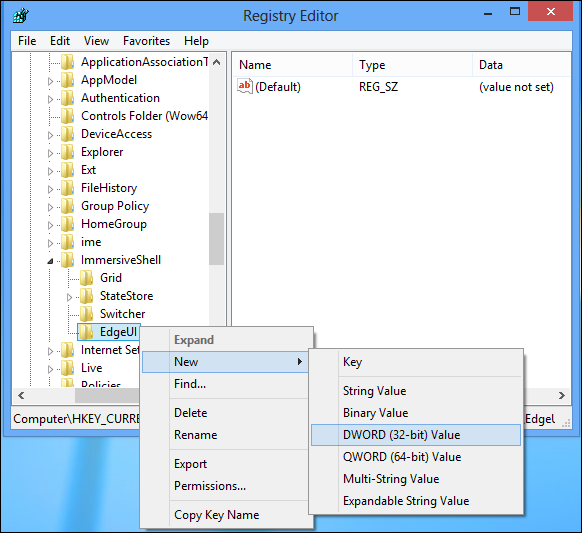 Registry Editor
File Edit View Favorites Help
ApplicationAssociationT
AppModel
Authentication
Controls Folder (Wow64
DeviceAccess
Explorer
Ext
FileHistory
Group Policy
HomeGroup
ime
ImmersiveShell
Grid
StateStore
Switcher
EdgeUI
Internet Set
Live
Policies
Name Type Data
ab (Default) REG_SZ (value not set)
Computer\HKEY_CURRE
EdgeI
Expand
New
Find...
Delete
Rename
Export
Permissions...
Copy Key Name
Key
String Value
Binary Value
DWORD (32-bit) Value
QWORD (64-bit) Value
Multi-String Value
Expandable String Value